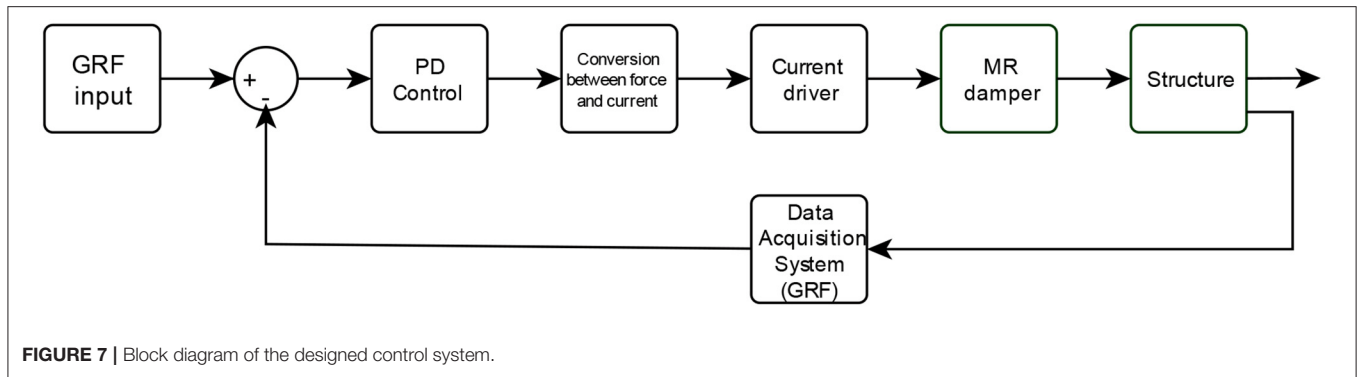 GRF
input
+
-
PD
Control
Conversion
between force
and current
Current
driver
MR
damper
Structure
Data
Acquisition
System
(GRF)
FIGURE 7 | Block diagram of the designed control system.